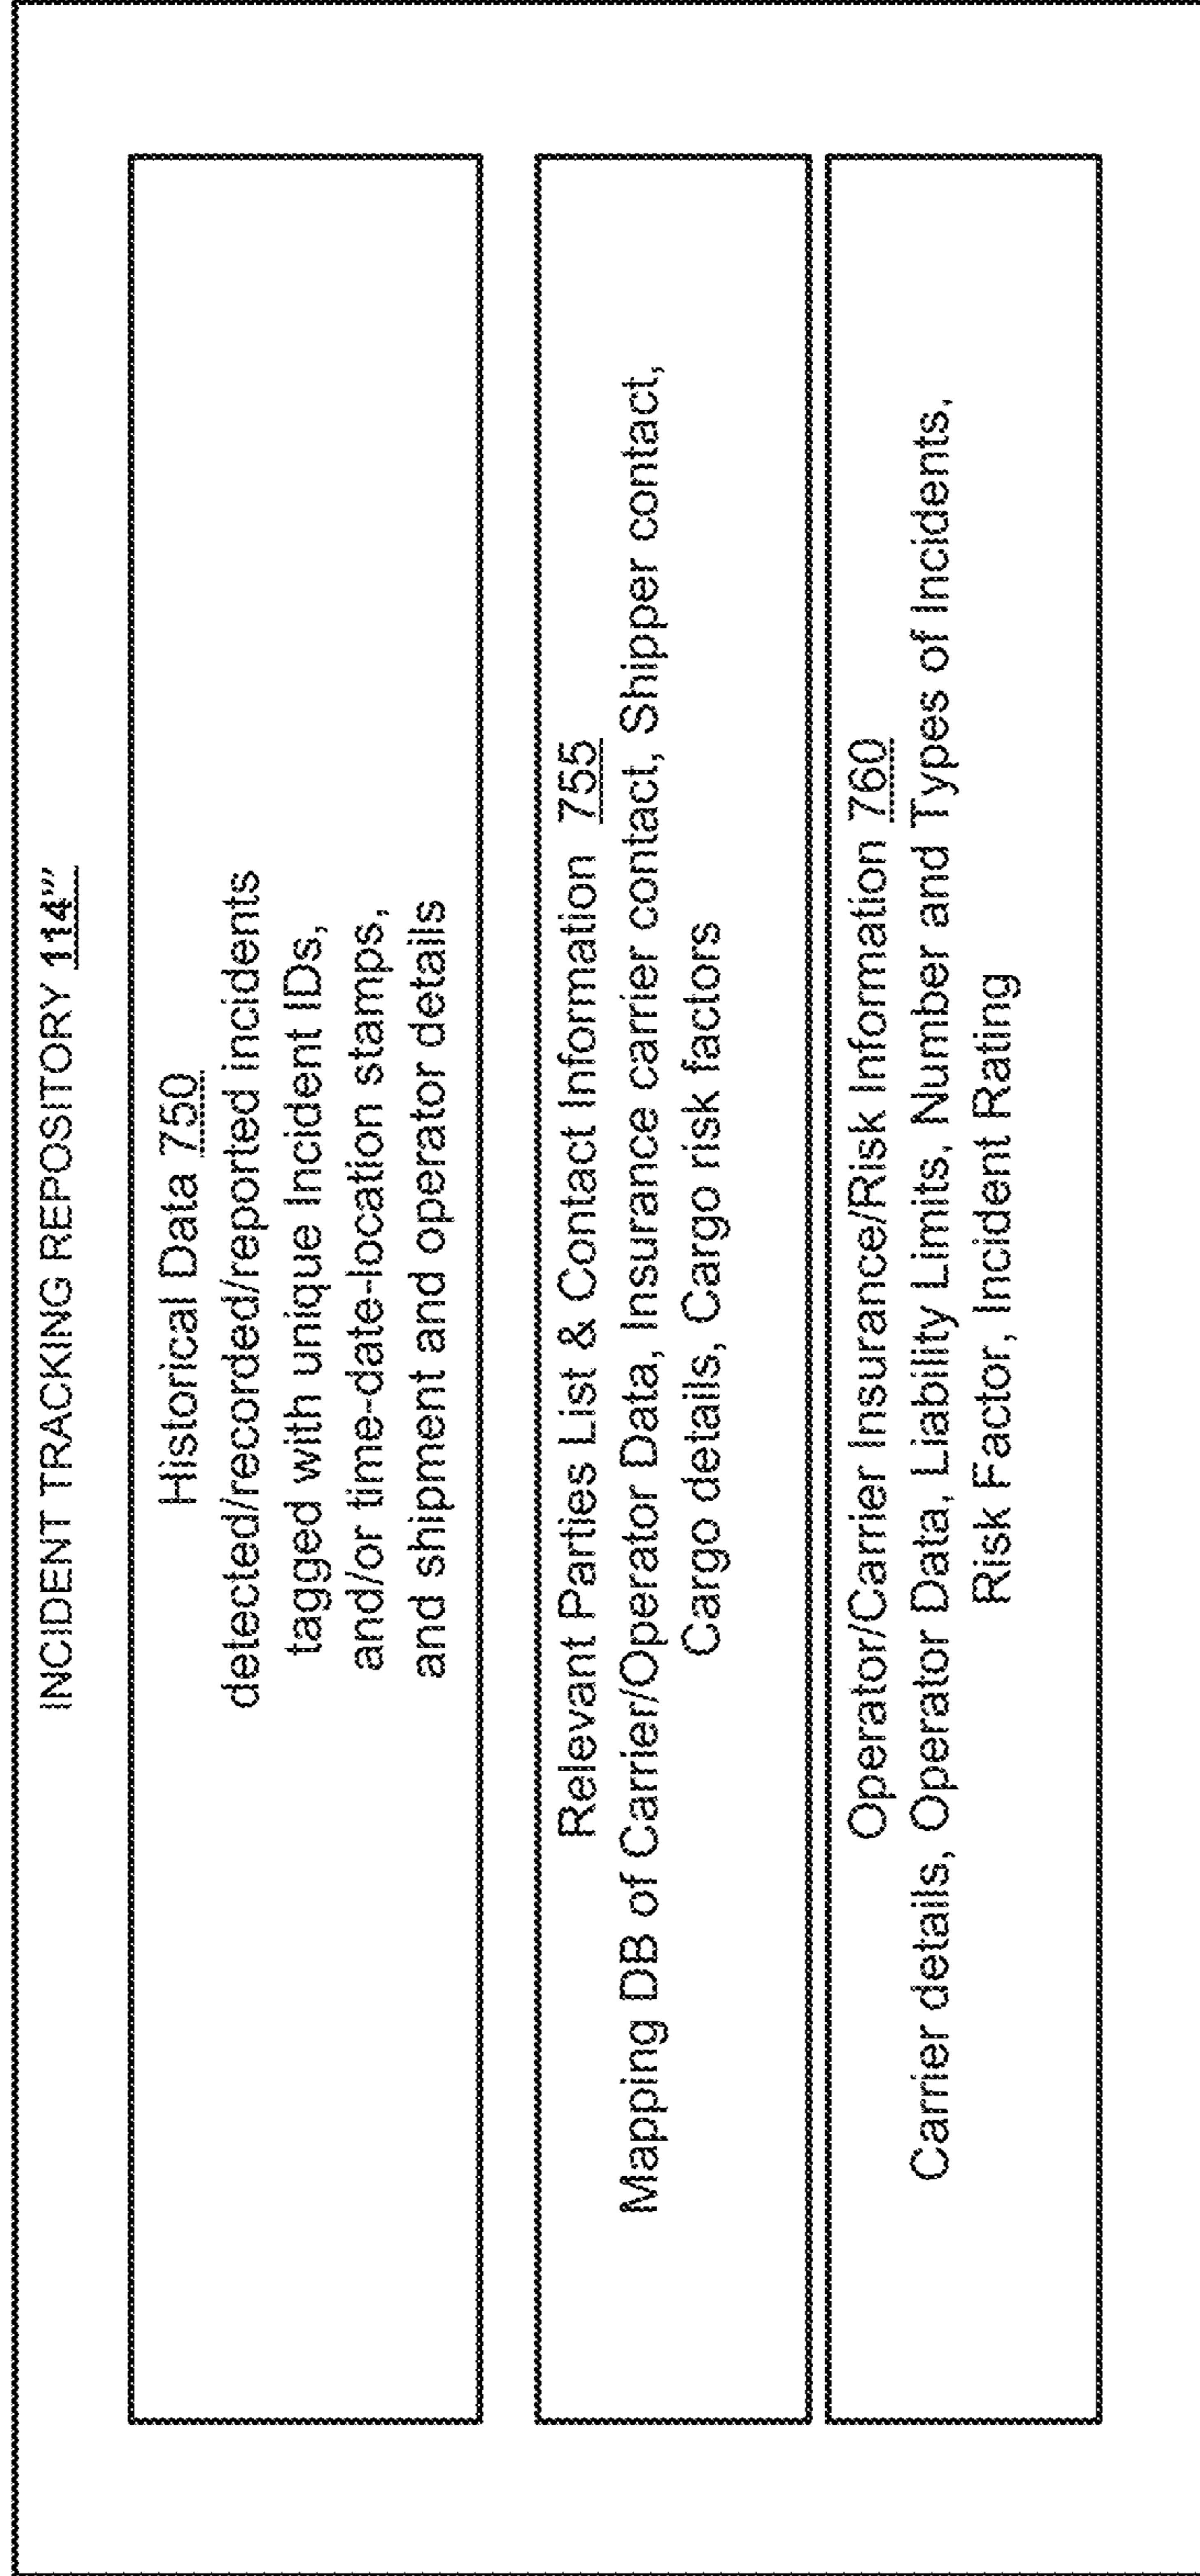 INCIDENT TRACKING REPOSITORY 114'''
Historical Data 750
detected/recorded/reported incidents
tagged with unique Incident IDs,
and/or time-date-location stamps,
and shipment and operator details
Relevant Parties List & Contact Information 755
Mapping DB of Carrier/Operator Data, Insurance carrier contact, Shipper contact,
Cargo details, Cargo risk factors
Operator/Carrier Insurance/Risk Information 760
Carrier details, Operator Data, Liability Limits, Number and Types of Incidents,
Risk Factor, Incident Rating